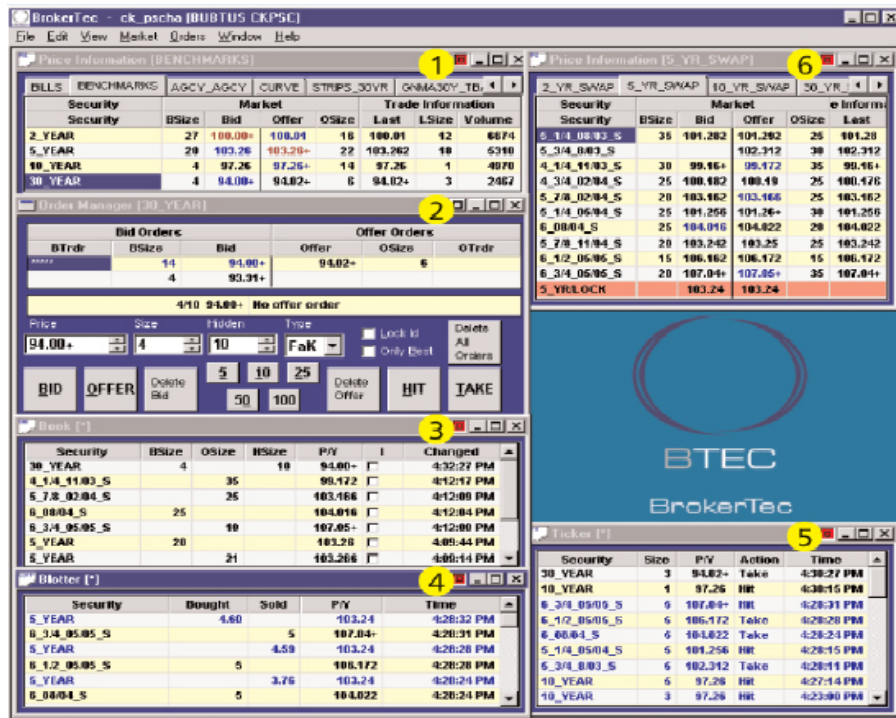 BrokerTec - ck_pscha [BUBTUS CKPSC]
File Edit View Market Orders Window Help
Price Information [BENCHMARKS]
1
BILLS BENCHMARKS AGCY_AGCY CURVE STRIPS_30YR GNMA30Y_TB
Security Market Trade Information
Security BSize Bid Offer OSize Last LSize Volume
2_YEAR 27 100.00+ 100.01 16 100.01 12 6674
5_YEAR 20 103.26 103.26+ 22 103.262 10 5310
10_YEAR 4 97.26 97.26+ 14 97.26 1 4970
30_YEAR 4 94.00+ 94.02+ 6 94.02+ 3 2467
Order Manager [30_YEAR]
2
Bid Orders Offer Orders
BTrdr BSize Bid Offer OSize OTrdr
***** 14 94.00+ 94.02+ 6
4 93.31+
4/10 94.00+ No offer order
Price Size Hidden Type
94.00+ 4 10 FaK
Lock Id
Only Best
Delete All Orders
BID OFFER Delete Bid 5 10 25 50 100 Delete Offer HIT TAKE
Book [*]
3
Security BSize OSize HSize P/Y I Changed
30_YEAR 4 10 94.00+ 4:32:27 PM
4_1/4_11/03_S 35 99.172 4:12:17 PM
5_7/8_02/04_S 25 103.166 4:12:09 PM
6_08/04_S 25 104.016 4:12:04 PM
6_3/4_05/05_S 10 107.05+ 4:12:00 PM
5_YEAR 20 103.26 4:09:44 PM
5_YEAR 21 103.266 4:09:14 PM
Blotter [*]
4
Security Bought Sold P/Y Time
5_YEAR 4.60 103.24 4:28:32 PM
6_3/4_05/05_S 5 107.04+ 4:28:31 PM
5_YEAR 4.59 103.24 4:28:28 PM
6_1/2_05/05_S 5 106.172 4:28:28 PM
5_YEAR 3.76 103.24 4:28:24 PM
6_08/04_S 5 104.022 4:28:24 PM
Price Information [5_YR_SWAP]
6
2_YR_SWAP 5_YR_SWAP 10_YR_SWAP 30_YR_
Security Market e Informa
Security BSize Bid Offer OSize Last
5_1/4_08/03_S 35 101.282 101.292 25 101.28
5_3/4_8/03_S 102.312 30 102.312
4_1/4_11/03_S 30 99.16+ 99.172 35 99.16+
4_3/4_02/04_S 25 100.182 100.19 25 100.176
5_7/8_02/04_S 20 103.162 103.166 25 103.162
5_1/4_05/04_S 25 101.256 101.26+ 30 101.256
6_08/04_S 25 104.016 104.022 20 104.022
5_7/8_11/04_S 20 103.242 103.25 25 103.242
6_1/2_05/05_S 15 106.162 106.172 15 106.172
6_3/4_05/05_S 20 107.04+ 107.05+ 35 107.04+
5_YR/LOCK 103.24 103.24
BTEC
BrokerTec
Ticker [*]
5
Security Size P/Y Action Time
30_YEAR 3 94.02+ Take 4:30:27 PM
10_YEAR 1 97.26 Hit 4:30:15 PM
6_3/4_05/05_S 5 107.04+ Hit 4:28:31 PM
6_1/2_05/05_S 5 106.172 Take 4:28:28 PM
6_08/04_S 5 104.022 Take 4:28:24 PM
5_1/4_05/04_S 5 101.256 Hit 4:28:15 PM
5_3/4_8/03_S 6 102.312 Take 4:28:11 PM
10_YEAR 5 97.26 Hit 4:27:14 PM
10_YEAR 3 97.26 Hit 4:23:00 PM